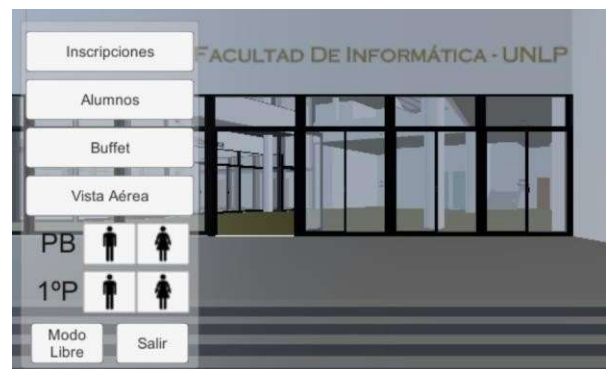 Inscripciones
FACULTAD DE INFORMÁTICA - UNLP
Alumnos
Buffet
Vista Aérea
PB
1ºP
Modo
Libre
Salir